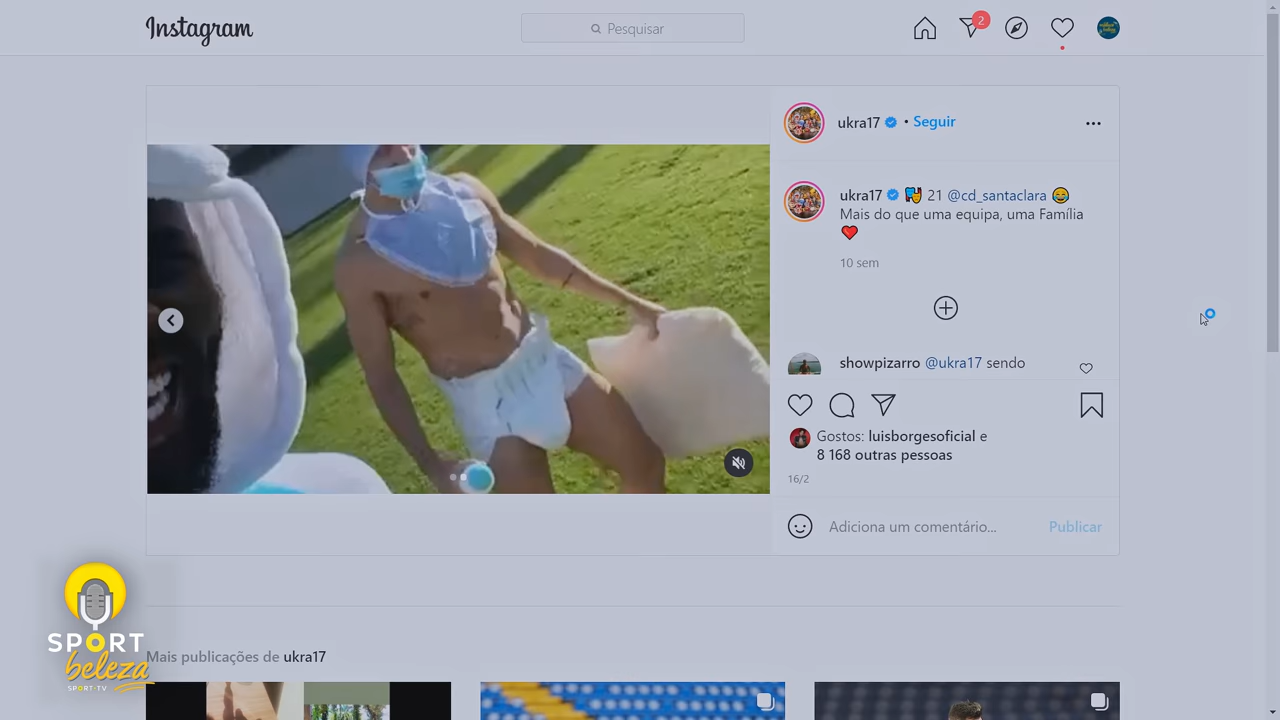 Instagram
Pesquisar
2
ukra17 • Seguir
ukra17 21 @cd_santaclara 😂
Mais do que uma equipa, uma Família
❤️
10 sem
showpizarro @ukra17 sendo
Gostos: luisborgesoficial e
8 168 outras pessoas
16/2
Adiciona um comentário... Publicar
SPORT
beleza
SPORT•TV
Mais publicações de ukra17